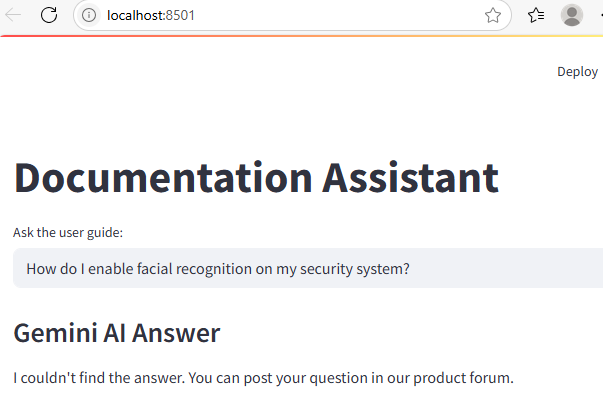 localhost:8501
Deploy
Documentation Assistant
Ask the user guide:
How do I enable facial recognition on my security system?
Gemini AI Answer
I couldn't find the answer. You can post your question in our product forum.